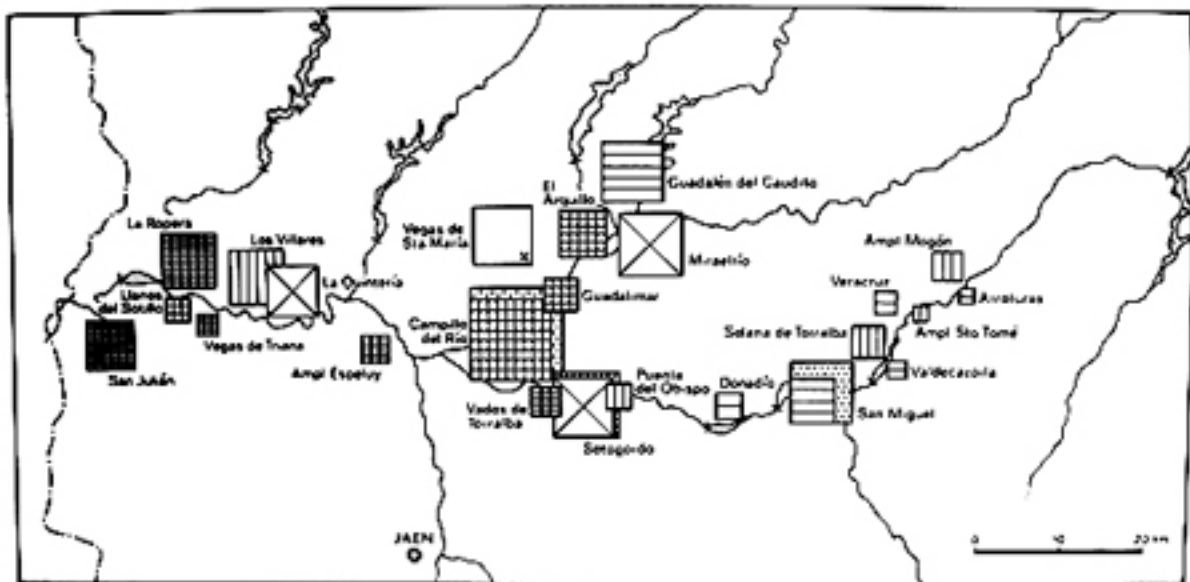 La Ropera
Los Villares
La Quintería
Llanos
del Sotillo
Vegas de Triana
San Julián
Ampl Espeluy
Vegas de
Sta María
El
Arquillo
Guadalén del Caudillo
Miraelrío
Guadalimar
Campillo
del Río
Vados de
Torralba
Puente
del Obispo
Sotogordo
Donadío
Ampl Mogón
Veracruz
Solana de Torralba
Ampl Sto Tomé
Valdecazorla
San Miguel
JAEN
0 10 20 km